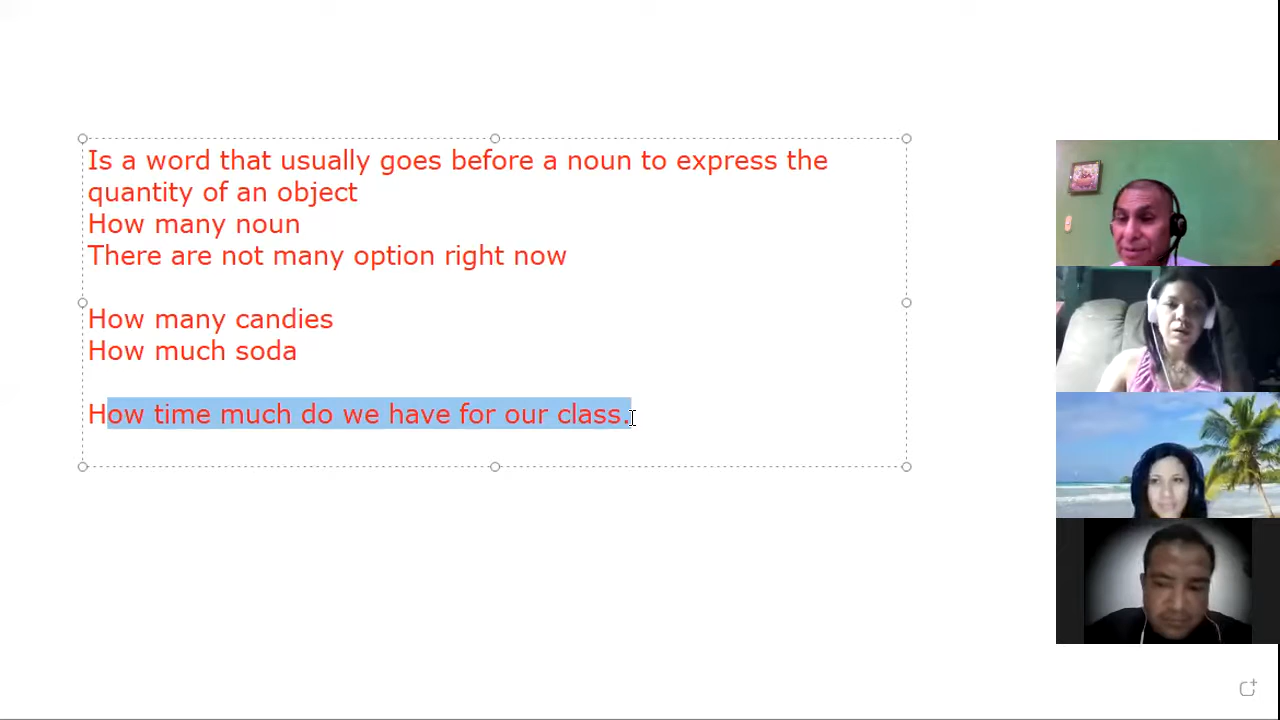 Is a word that usually goes before a noun to express the
quantity of an object
How many noun
There are not many option right now
How many candies
How much soda
How time much do we have for our class.